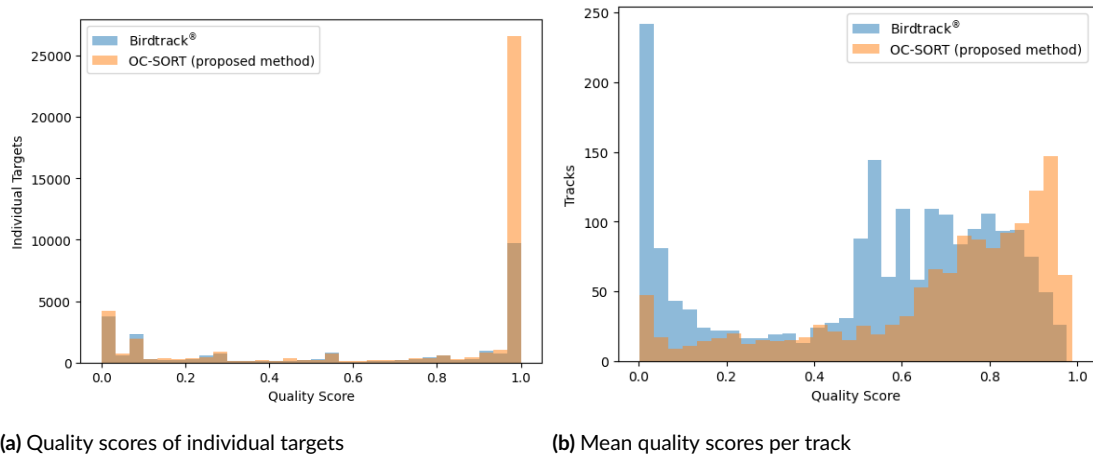 Birdtrack®
OC-SORT (proposed method)
Individual Targets
25000
20000
15000
10000
5000
0
0.0 0.2 0.4 0.6 0.8 1.0
Quality Score
(a) Quality scores of individual targets
Birdtrack®
OC-SORT (proposed method)
Tracks
250
200
150
100
50
0
0.0 0.2 0.4 0.6 0.8 1.0
Quality Score
(b) Mean quality scores per track